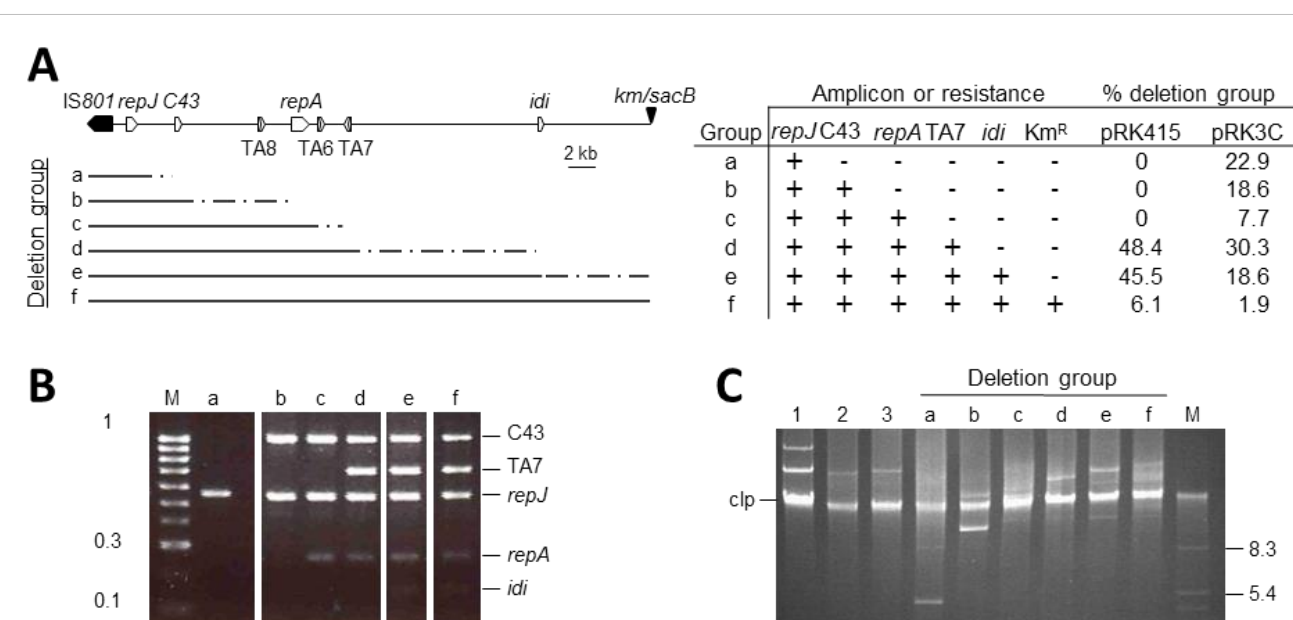 A
IS801 repJ C43 repA idi km/sacB
TA8 TA6 TA7
2 kb
Deletion group
a
b
c
d
e
f
Amplicon or resistance % deletion group
Group repJ C43 repA TA7 idi KmR pRK415 pRK3C
a + - - - - - 0 22.9
b + + - - - - 0 18.6
c + + + - - - 0 7.7
d + + + + - - 48.4 30.3
e + + + + + - 45.5 18.6
f + + + + + + 6.1 1.9
B
M a b c d e f
1
0.3
0.1
C43
TA7
repJ
repA
idi
C
Deletion group
1 2 3 a b c d e f M
clp
8.3
5.4